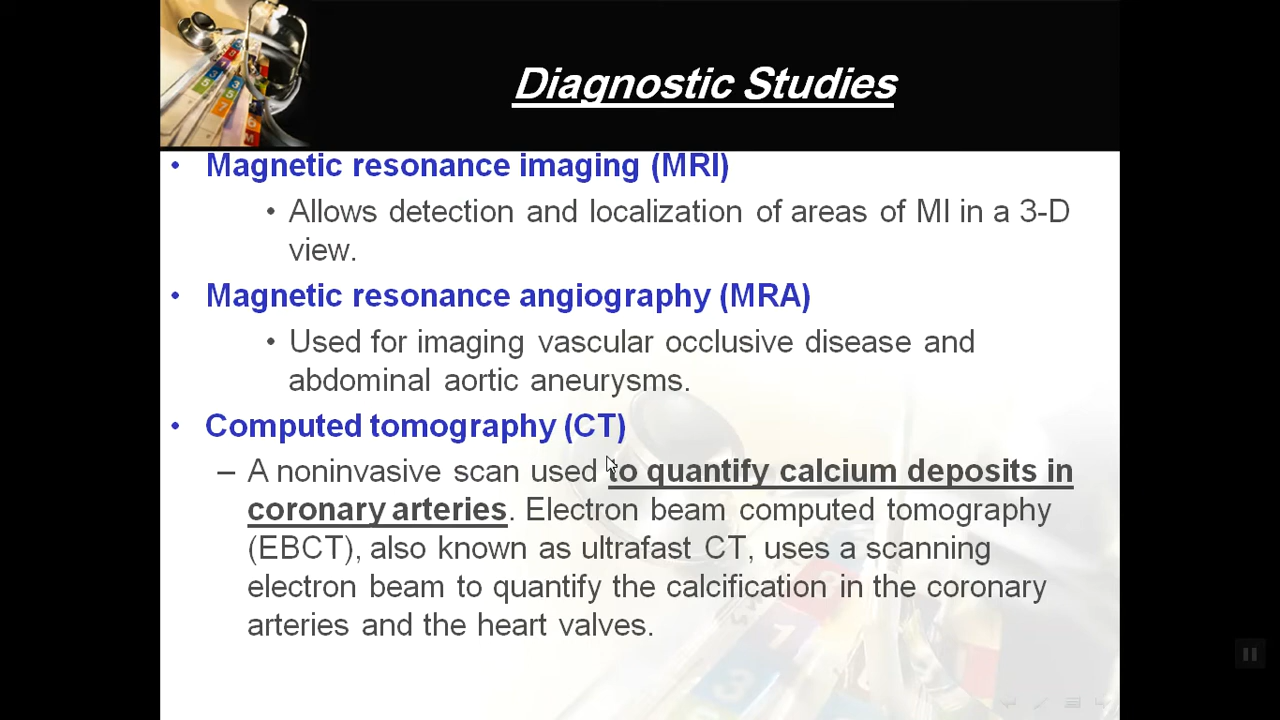 Diagnostic Studies
• Magnetic resonance imaging (MRI)
• Allows detection and localization of areas of MI in a 3-D
view.
• Magnetic resonance angiography (MRA)
• Used for imaging vascular occlusive disease and
abdominal aortic aneurysms.
• Computed tomography (CT)
– A noninvasive scan used to quantify calcium deposits in
coronary arteries. Electron beam computed tomography
(EBCT), also known as ultrafast CT, uses a scanning
electron beam to quantify the calcification in the coronary
arteries and the heart valves.